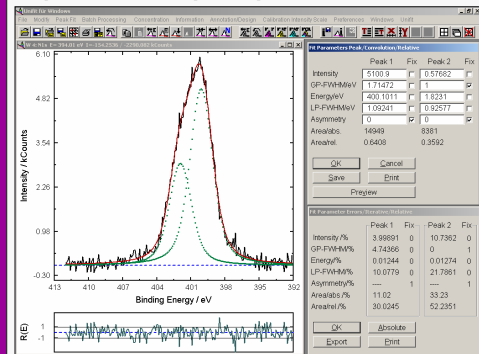 Unifit for Windows
File Modify Peak Fit Batch Processing Concentration Information Annotation/Design Calibration Intensity Scale Preferences Windows Unifit
6.10
4.82
3.54
2.26
0.98
-0.30
Intensity / kCounts
413 410 407 404 401 398 395 392
Binding Energy / eV
R(E)
1
-1
Fit Parameters Peak/Convolution/Relative
Peak 1 Fix Peak 2 Fix
Intensity 5100.9 0.57682
GP-FWHM/eV 1.71472 1
Energy/eV 400.1011 1.8231
LP-FWHM/eV 1.09241 0.92577
Asymmetry 0 0
Area/abs. 14949 8381
Area/rel. 0.6408 0.3592
OK Cancel
Save Print
Preview
Fit Parameter Errors/Iterative/Relative
Peak 1 Fix Peak 2 Fix
Intensity /% 3.99691 0 10.7362 0
GP-FWHM/% 4.74366 0 0 1
Energy/% 0.01244 0 0.01274 0
LP-FWHM/% 10.0779 0 21.7861 0
Asymmetry/% ---- 1 ---- 1
Area/abs /% 11.02 33.23
Area/rel./% 30.0245 52.2351
OK Absolute
Export Print